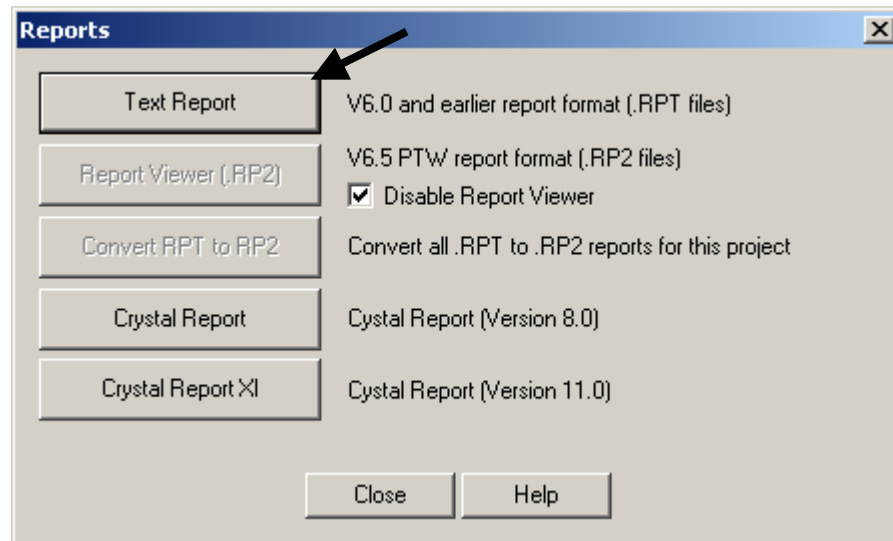 Reports
Text Report V6.0 and earlier report format (.RPT files)
Report Viewer (.RP2) V6.5 PTW report format (.RP2 files)
Disable Report Viewer
Convert RPT to RP2 Convert all .RPT to .RP2 reports for this project
Crystal Report Cystal Report (Version 8.0)
Crystal Report XI Cystal Report (Version 11.0)
Close Help